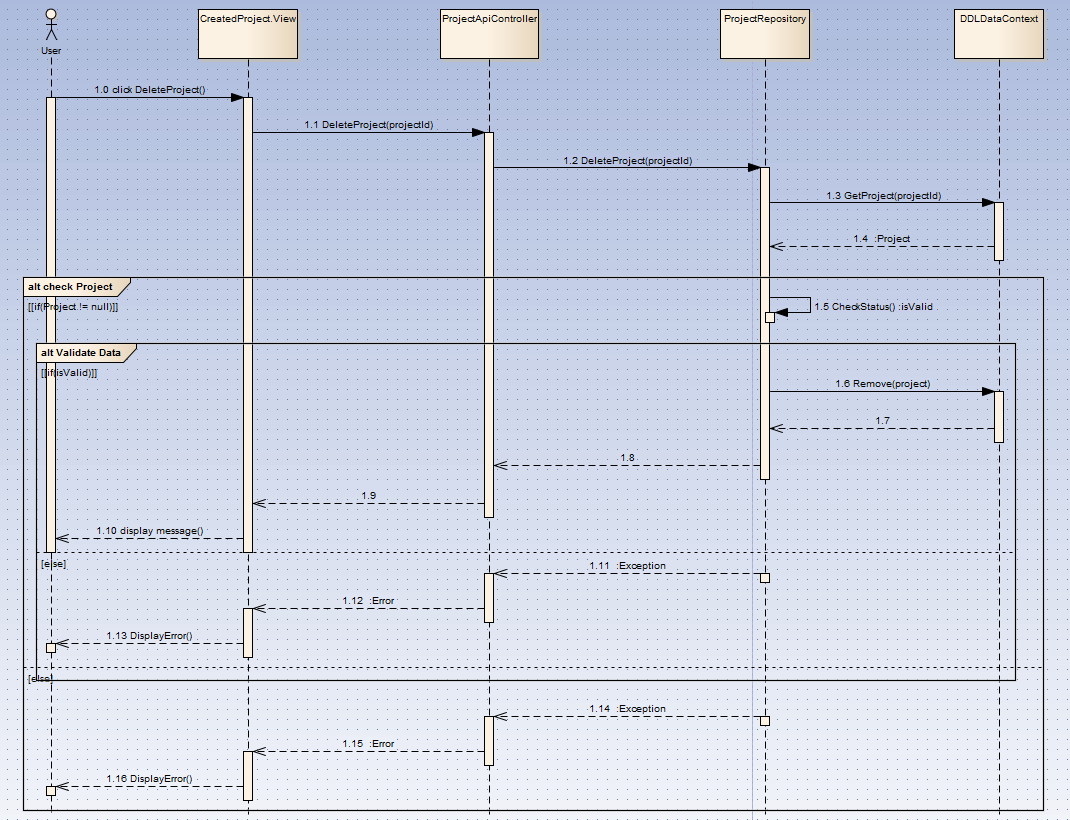 CreatedProject.View
ProjectApiController
ProjectRepository
DDLDataContext
User
1.0 click DeleteProject()
1.1 DeleteProject(projectId)
1.2 DeleteProject(projectId)
1.3 GetProject(projectId)
1.4 :Project
alt check Project
[[if(Project != null)]]
1.5 CheckStatus() :isValid
alt Validate Data
[[if(isValid)]]
1.6 Remove(project)
1.7
1.8
1.9
1.10 display message()
[else]
1.11 :Exception
1.12 :Error
1.13 DisplayError()
[else]
1.14 :Exception
1.15 :Error
1.16 DisplayError()